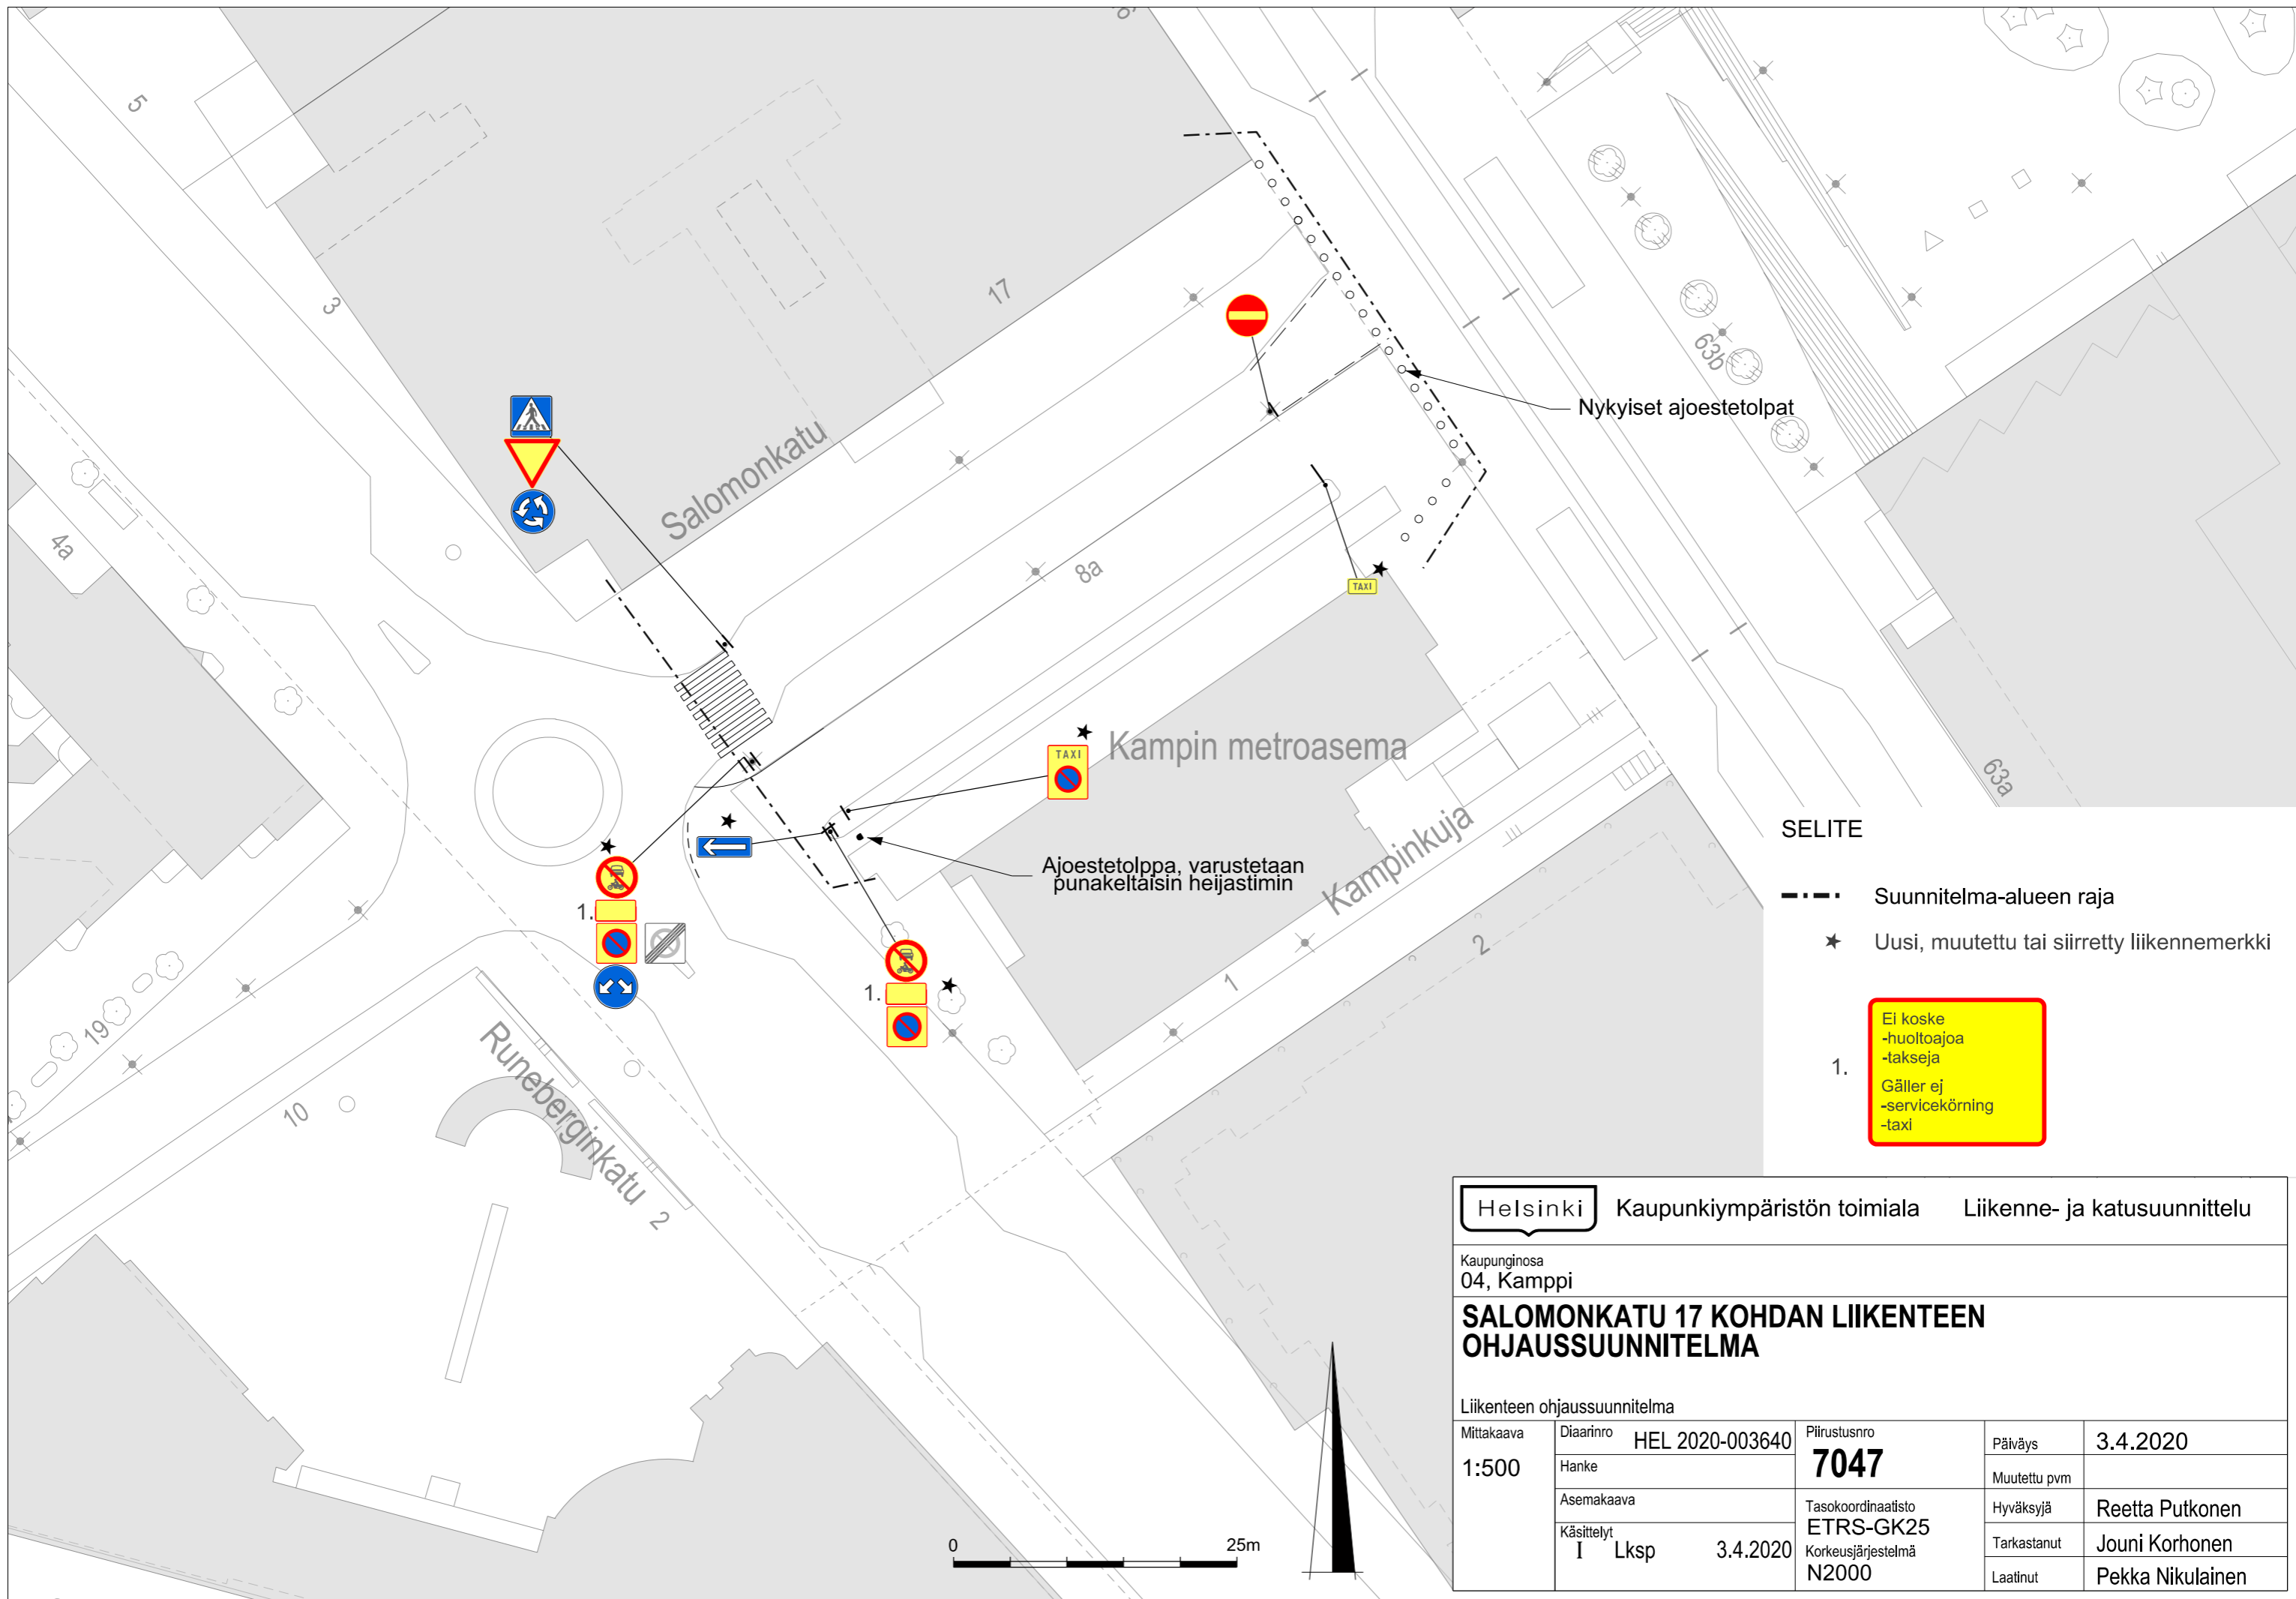 5
3
17
4a
Salomonkatu
8a
63b
Nykyiset ajoestetolpat
TAXI
TAXI
Kampin metroasema
Kampinkuja
63a
Ajoestetolppa, varustetaan
punakeltaisin heijastimin
1.
1.
1
2
19
10
Runeberginkatu
2
SELITE
Suunnitelma-alueen raja
Uusi, muutettu tai siirretty liikennemerkki
1.
Ei koske
-huoltoajoa
-takseja
Gäller ej
-servicekörning
-taxi
0 25m
Helsinki Kaupunkiympäristön toimiala Liikenne- ja katusuunnittelu
Kaupunginosa
04, Kamppi
SALOMONKATU 17 KOHDAN LIIKENTEEN
OHJAUSSUUNNITELMA
Liikenteen ohjaussuunnitelma
Mittakaava
1:500
Diaarinro HEL 2020-003640
Hanke
Asemakaava
Käsittelyt
I Lksp 3.4.2020
Piirustusnro
7047
Tasokoordinaatisto
ETRS-GK25
Korkeusjärjestelmä
N2000
Päiväys 3.4.2020
Muutettu pvm
Hyväksyjä Reetta Putkonen
Tarkastanut Jouni Korhonen
Laatinut Pekka Nikulainen